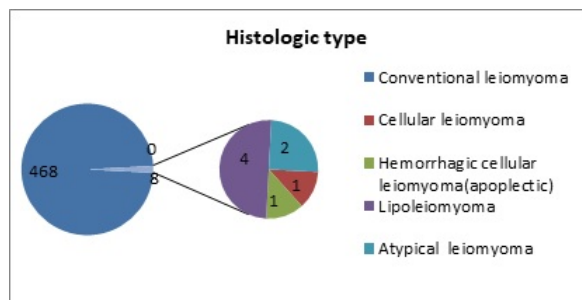 Histologic type
468
0
8
4
2
1
1
Conventional leiomyoma
Cellular leiomyoma
Hemorrhagic cellular
leiomyoma(apoplectic)
Lipoleiomyoma
Atypical leiomyoma